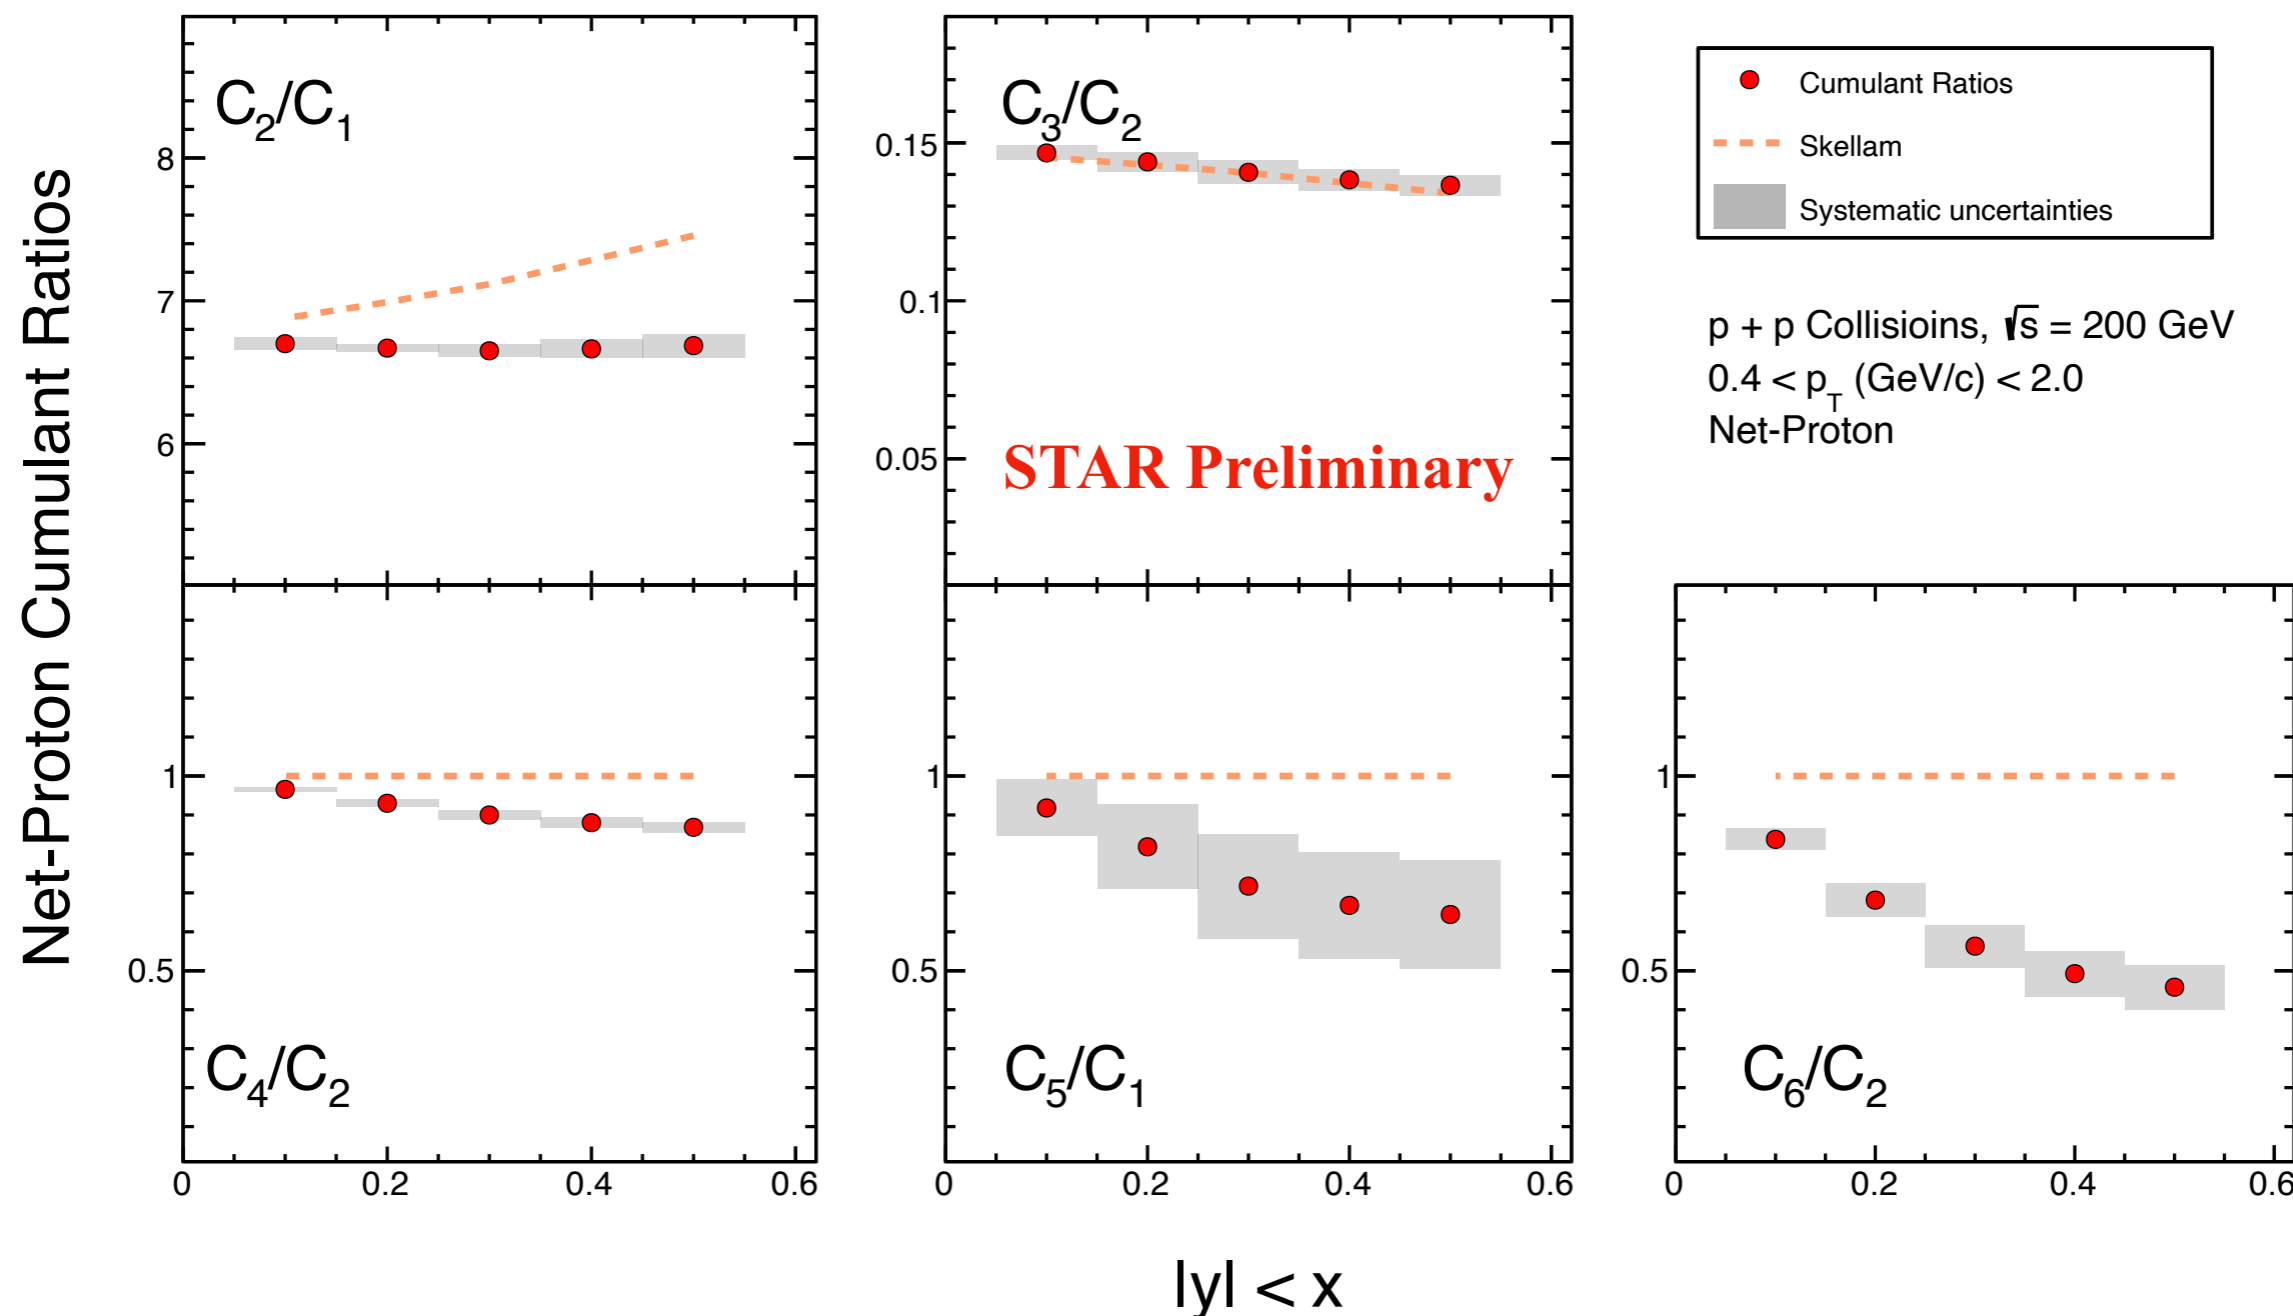 Net-Proton Cumulant Ratios
C2/C1
8
7
6
C3/C2
0.15
0.1
0.05
STAR Preliminary
Cumulant Ratios
Skellam
Systematic uncertainties
p + p Collisioins, √s = 200 GeV
0.4 < pT (GeV/c) < 2.0
Net-Proton
1
0.5
C4/C2
0 0.2 0.4 0.6
1
0.5
C5/C1
0 0.2 0.4 0.6
1
0.5
C6/C2
0 0.2 0.4 0.6
|y| < x